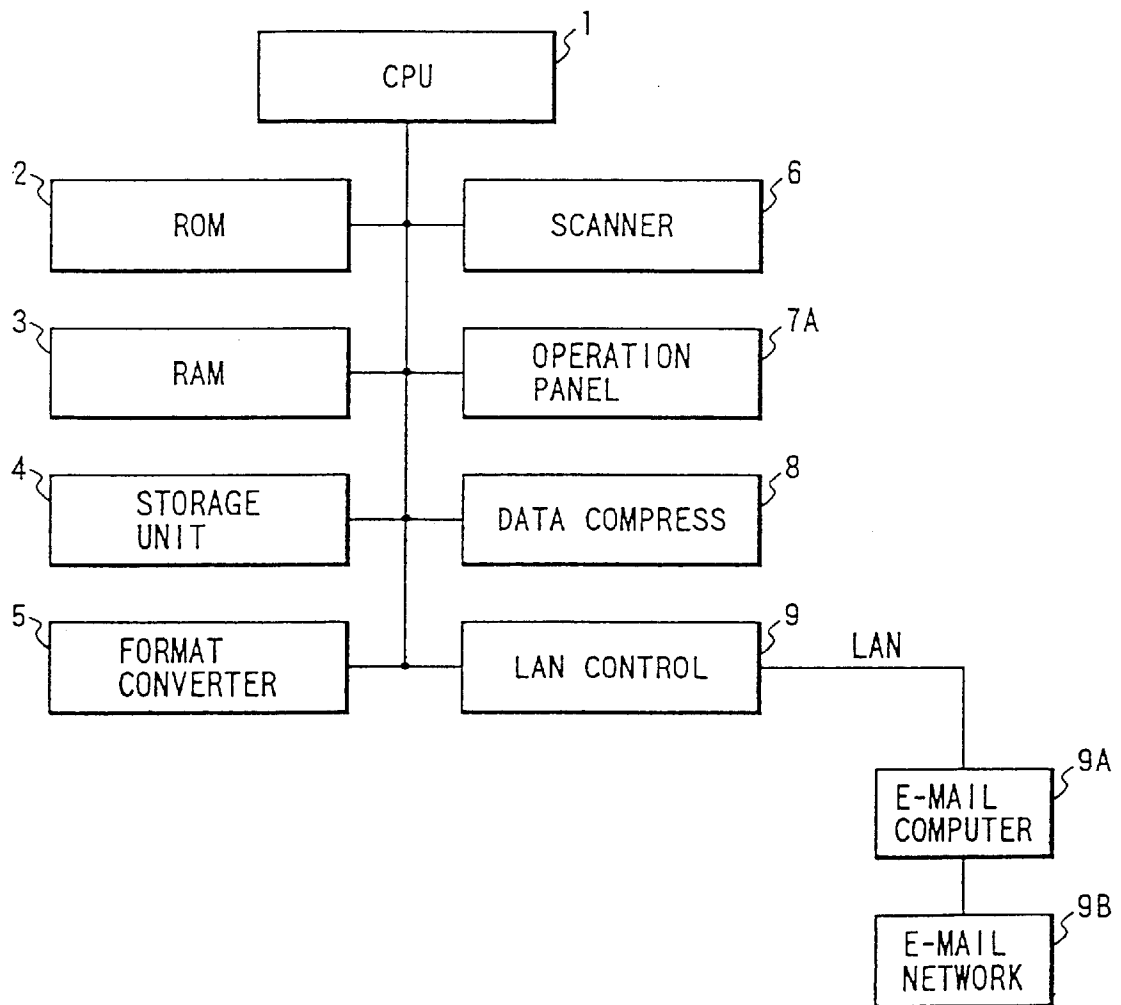 1
CPU
2
ROM
6
SCANNER
3
RAM
7A
OPERATION
PANEL
4
STORAGE
UNIT
8
DATA COMPRESS
5
FORMAT
CONVERTER
9
LAN CONTROL
LAN
9A
E-MAIL
COMPUTER
9B
E-MAIL
NETWORK